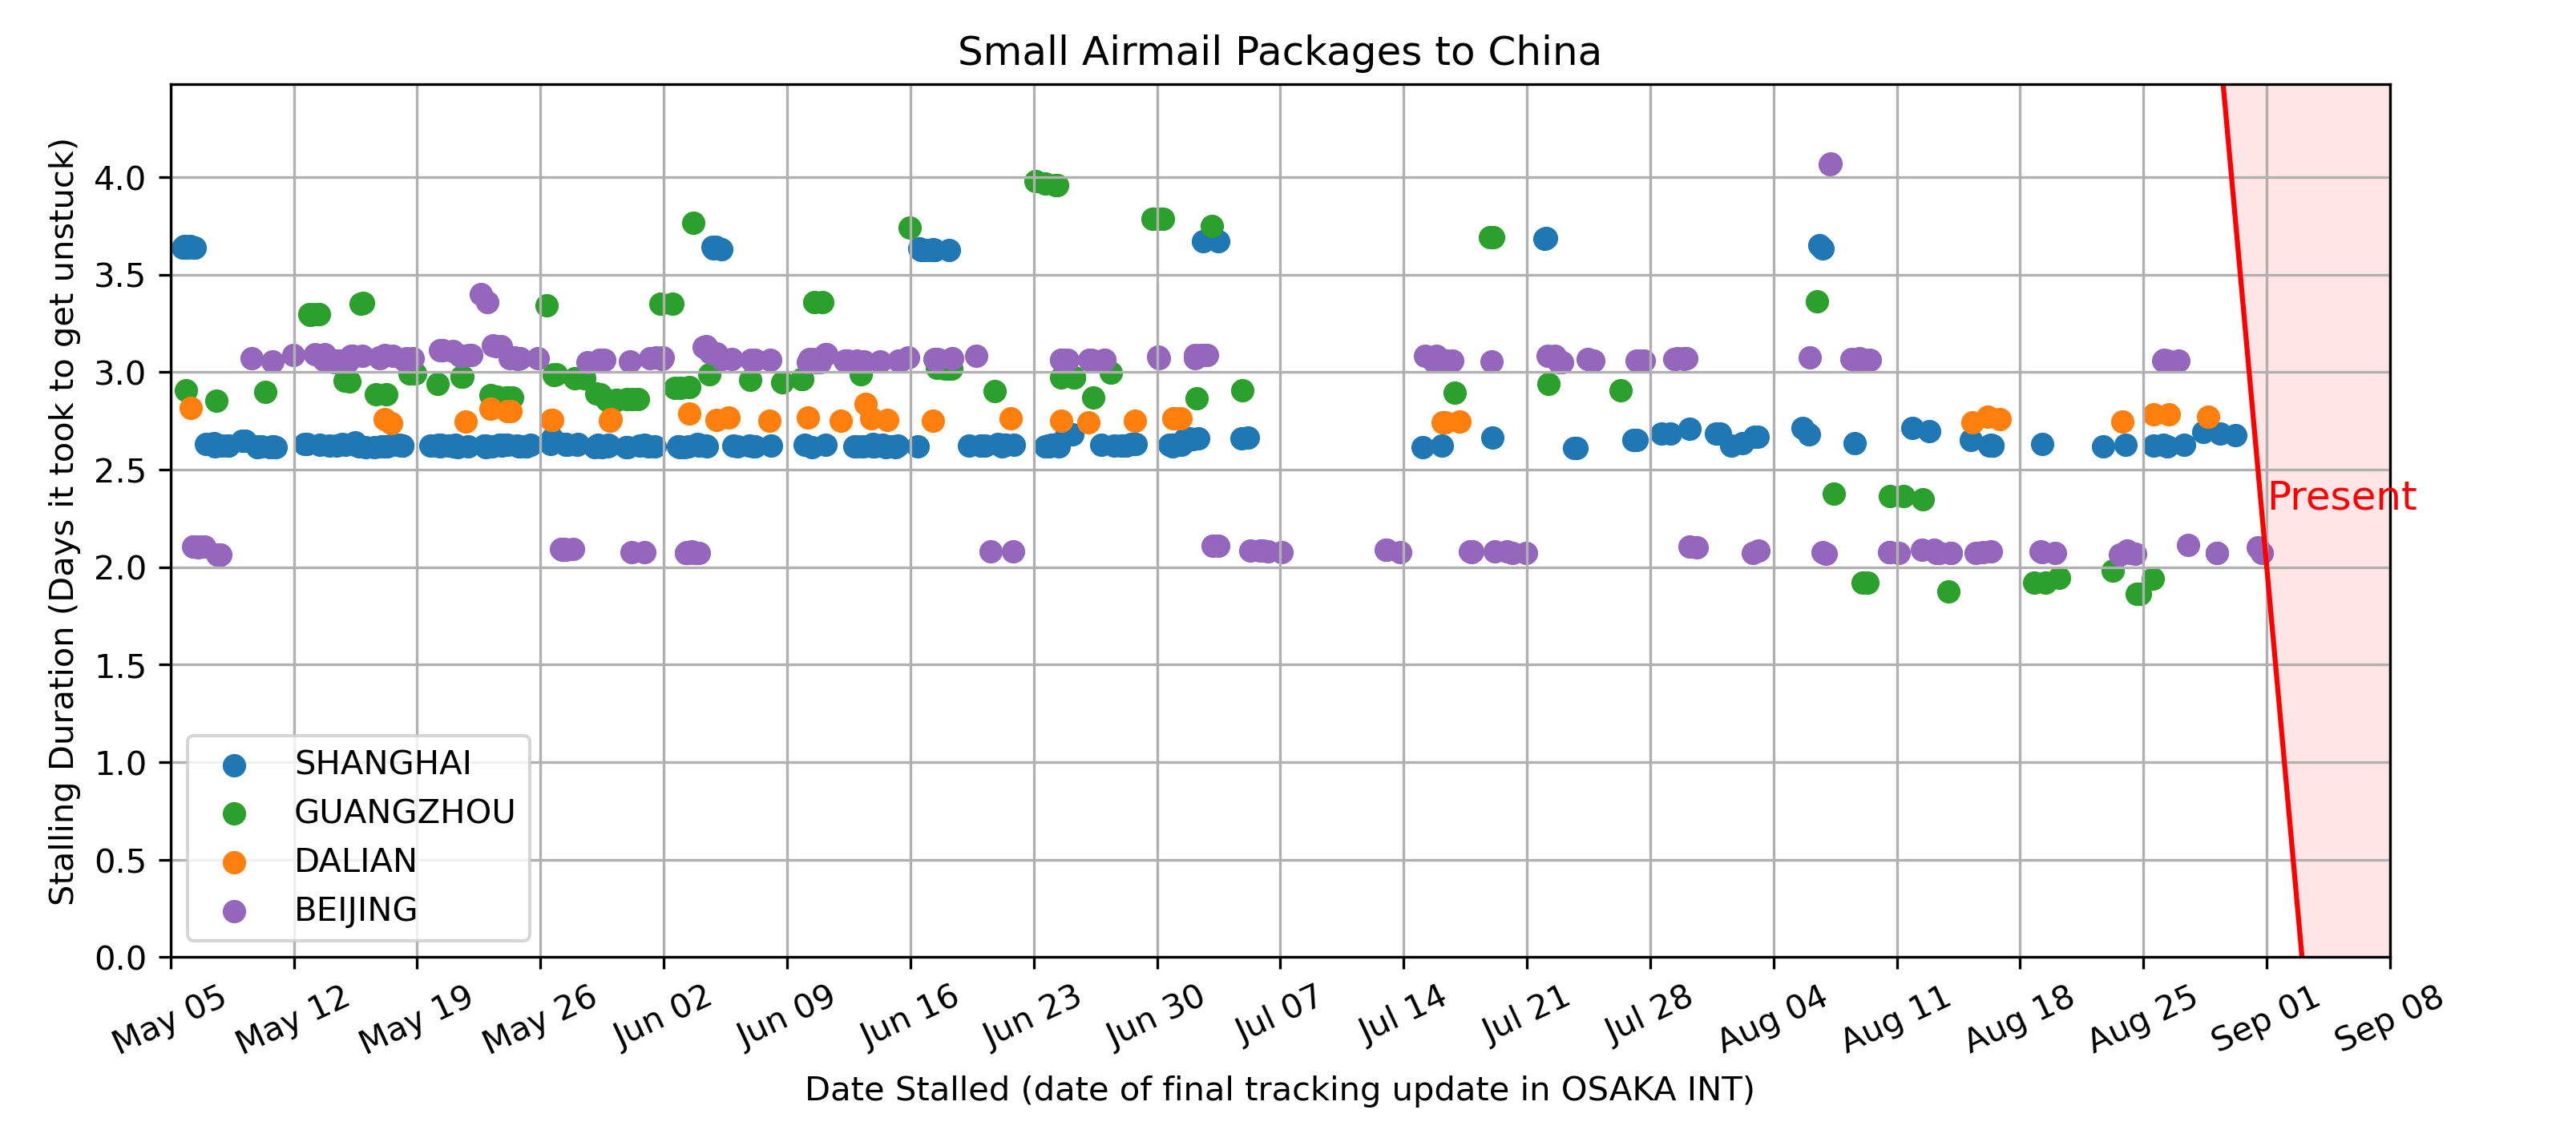 Small Airmail Packages to China
Stalling Duration (Days it took to get unstuck)
4.0
3.5
3.0
2.5
2.0
1.5
1.0
0.5
0.0
Present
SHANGHAI
GUANGZHOU
DALIAN
BEIJING
May 05
May 12
May 19
May 26
Jun 02
Jun 09
Jun 16
Jun 23
Jun 30
Jul 07
Jul 14
Jul 21
Jul 28
Aug 04
Aug 11
Aug 18
Aug 25
Sep 01
Sep 08
Date Stalled (date of final tracking update in OSAKA INT)